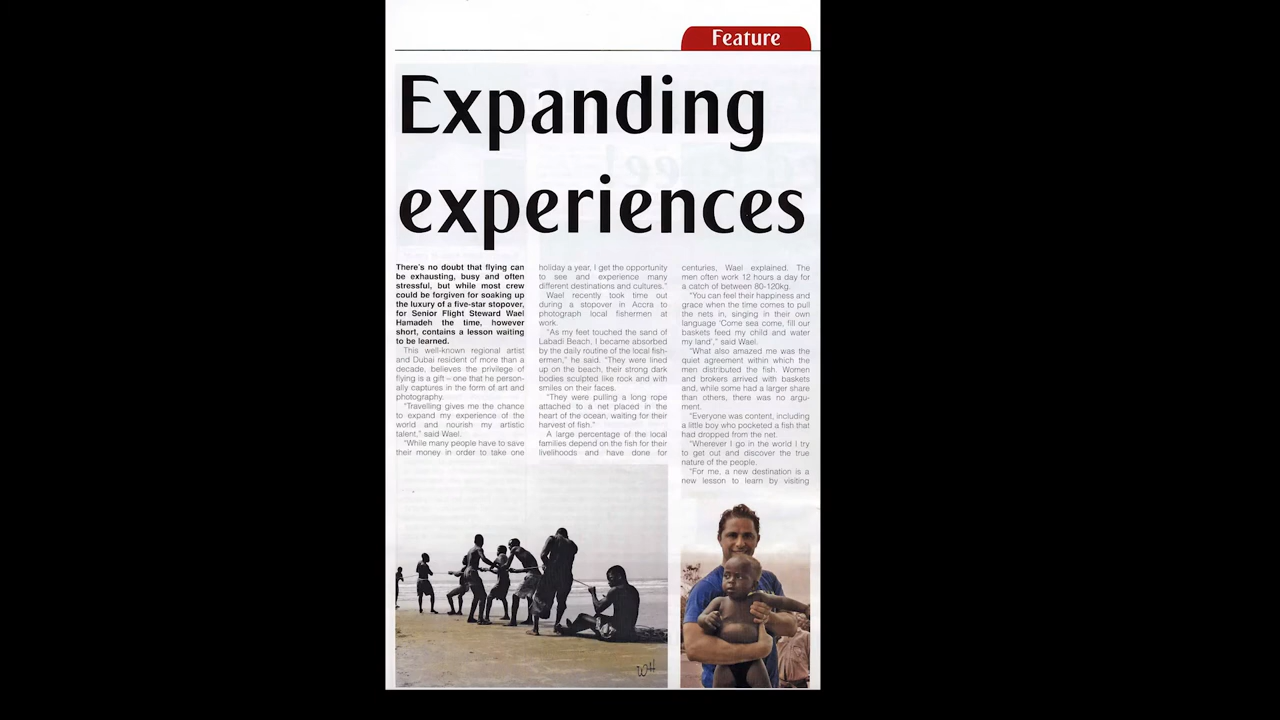 Feature
Expanding
experiences
There's no doubt that flying can
be exhausting, busy and often
stressful, but while most crew
could be forgiven for soaking up
the luxury of a five-star stopover,
for Senior Flight Steward Wael
Hamadeh the time, however
short, contains a lesson waiting
to be learned.
This well-known regional artist
and Dubai resident of more than a
decade, believes the privilege of
flying is a gift – one that he person-
ally captures in the form of art and
photography.
"Travelling gives me the chance
to expand my experience of the
world and nourish my artistic
talent," said Wael.
"While many people have to save
their money in order to take one
holiday a year, I get the opportunity
to see and experience many
different destinations and cultures."
Wael recently took time out
during a stopover in Accra to
photograph local fishermen at
work.
"As my feet touched the sand of
Labadi Beach, I became absorbed
by the daily routine of the local fish-
ermen," he said. "They were lined
up on the beach, their strong dark
bodies sculpted like rock and with
smiles on their faces.
"They were pulling a long rope
attached to a net placed in the
heart of the ocean, waiting for their
harvest of fish."
A large percentage of the local
families depend on the fish for their
livelihoods and have done for
centuries, Wael explained. The
men often work 12 hours a day for
a catch of between 80-120kg.
"You can feel their happiness and
grace when the time comes to pull
the nets in, singing in their own
language 'Come sea come, fill our
baskets feed my child and water
my land'," said Wael.
"What also amazed me was the
quiet agreement within which the
men distributed the fish. Women
and brokers arrived with baskets
and, while some had a larger share
than others, there was no argu-
ment.
"Everyone was content, including
a little boy who pocketed a fish that
had dropped from the net.
"Wherever I go in the world I try
to get out and discover the true
nature of the people.
"For me, a new destination is a
new lesson to learn by visiting
WH